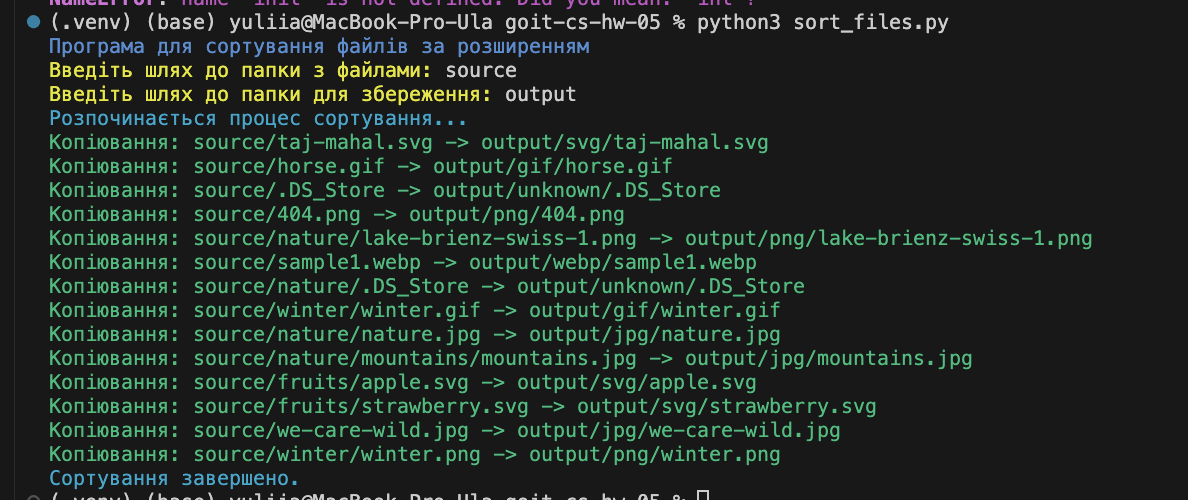 NameError: name 'init' is not defined. Did you mean: 'int'?
(.venv) (base) yuliia@MacBook-Pro-Ula goit-cs-hw-05 % python3 sort_files.py
Програма для сортування файлів за розширенням
Введіть шлях до папки з файлами: source
Введіть шлях до папки для збереження: output
Розпочинається процес сортування...
Копіювання: source/taj-mahal.svg -> output/svg/taj-mahal.svg
Копіювання: source/horse.gif -> output/gif/horse.gif
Копіювання: source/.DS_Store -> output/unknown/.DS_Store
Копіювання: source/404.png -> output/png/404.png
Копіювання: source/nature/lake-brienz-swiss-1.png -> output/png/lake-brienz-swiss-1.png
Копіювання: source/sample1.webp -> output/webp/sample1.webp
Копіювання: source/nature/.DS_Store -> output/unknown/.DS_Store
Копіювання: source/winter/winter.gif -> output/gif/winter.gif
Копіювання: source/nature/nature.jpg -> output/jpg/nature.jpg
Копіювання: source/nature/mountains/mountains.jpg -> output/jpg/mountains.jpg
Копіювання: source/fruits/apple.svg -> output/svg/apple.svg
Копіювання: source/fruits/strawberry.svg -> output/svg/strawberry.svg
Копіювання: source/we-care-wild.jpg -> output/jpg/we-care-wild.jpg
Копіювання: source/winter/winter.png -> output/png/winter.png
Сортування завершено.
(.venv) (base) yuliia@MacBook-Pro-Ula goit-cs-hw-05 %